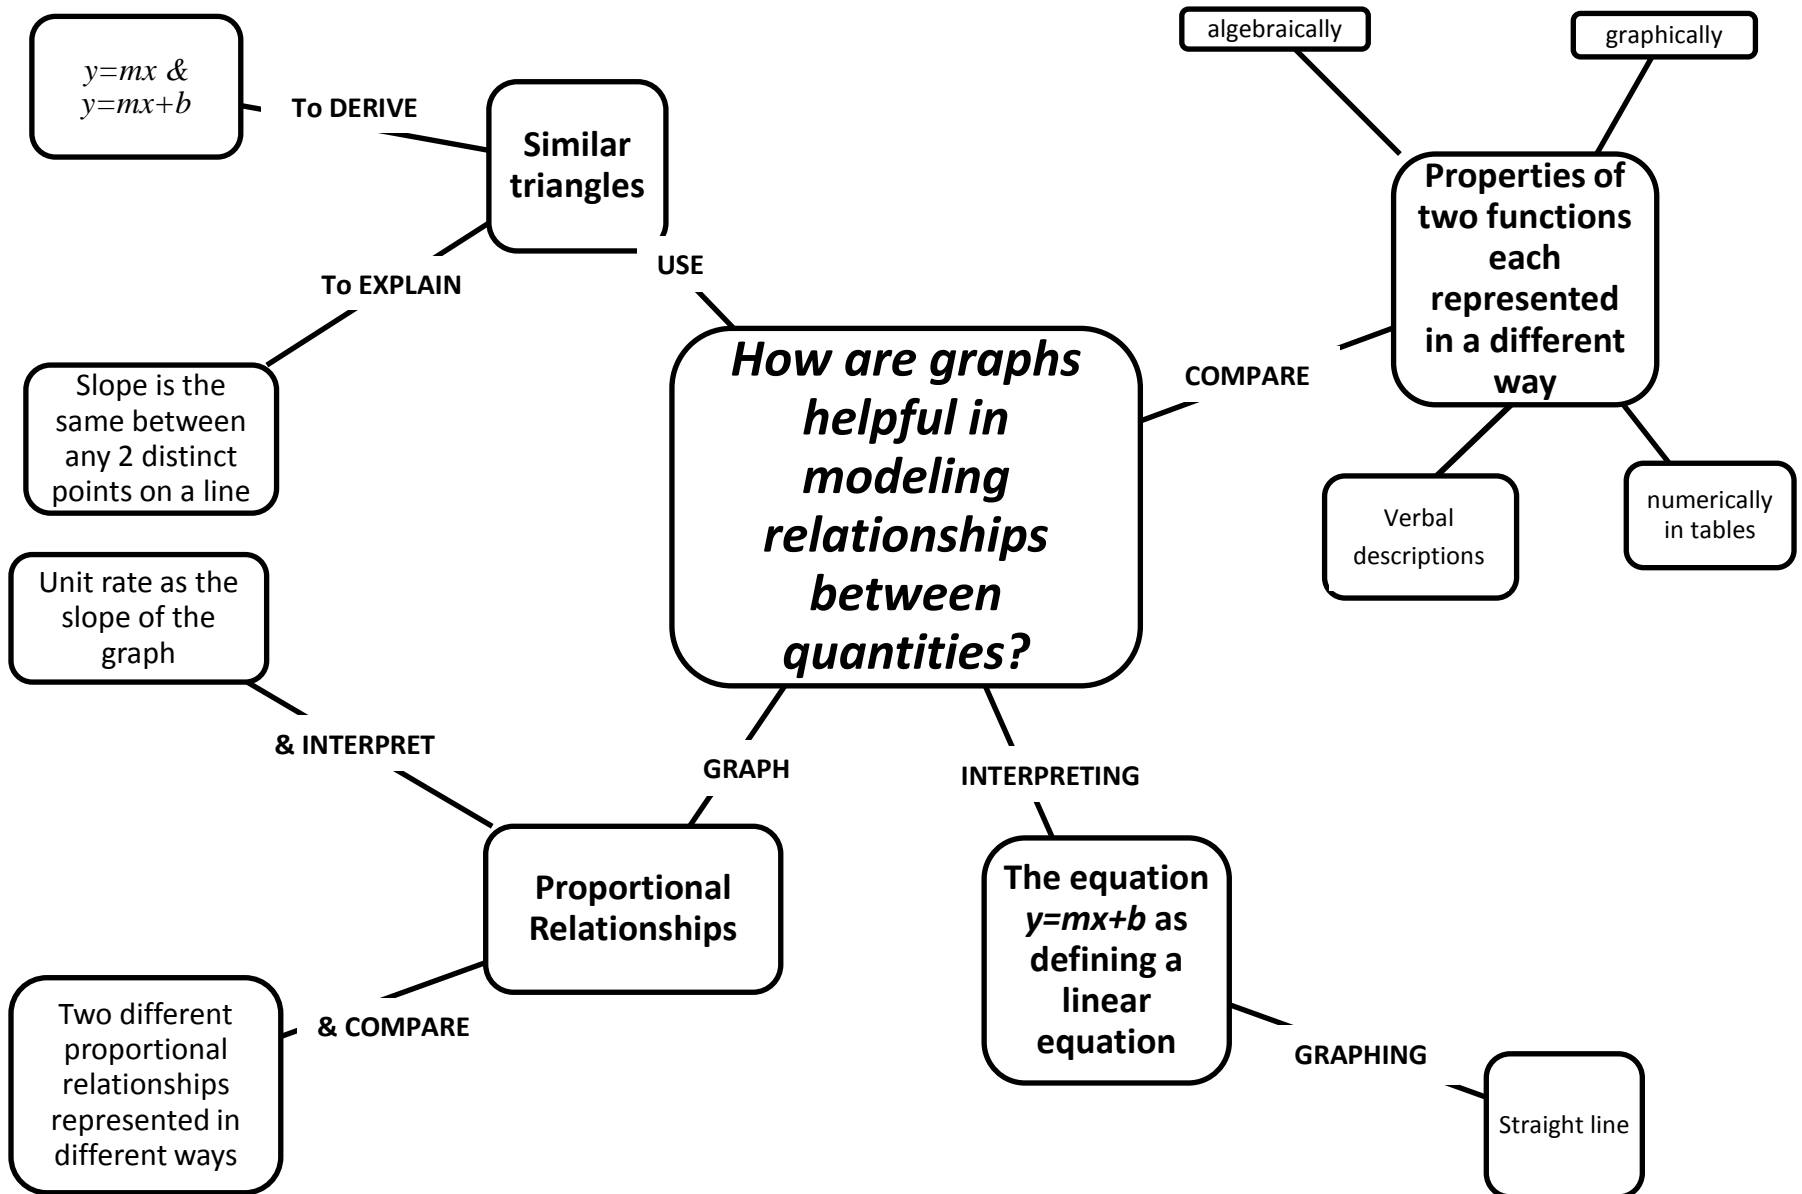 y=mx &
y=mx+b
To DERIVE
Similar
triangles
To EXPLAIN
Slope is the
same between
any 2 distinct
points on a line
USE
How are graphs
helpful in
modeling
relationships
between
quantities?
COMPARE
Properties of
two functions
each
represented
in a different
way
algebraically
graphically
Verbal
descriptions
numerically
in tables
Unit rate as the
slope of the
graph
& INTERPRET
GRAPH
Proportional
Relationships
& COMPARE
Two different
proportional
relationships
represented in
different ways
INTERPRETING
The equation
y=mx+b as
defining a
linear
equation
GRAPHING
Straight line